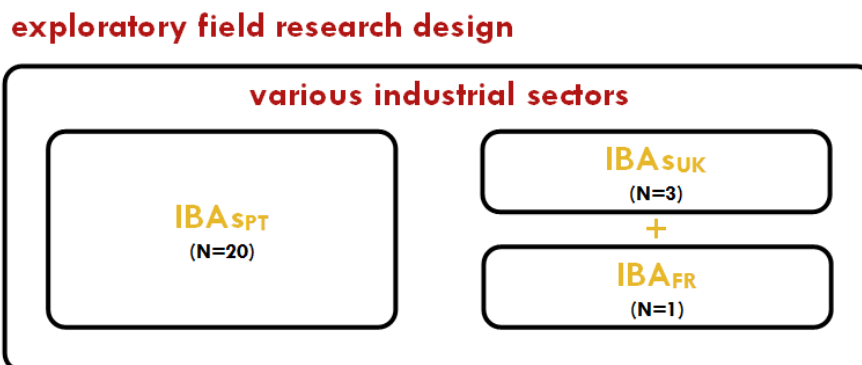 exploratory field research design
various industrial sectors
IBAsPT
(N=20)
IBAsUK
(N=3)
+
IBAFR
(N=1)